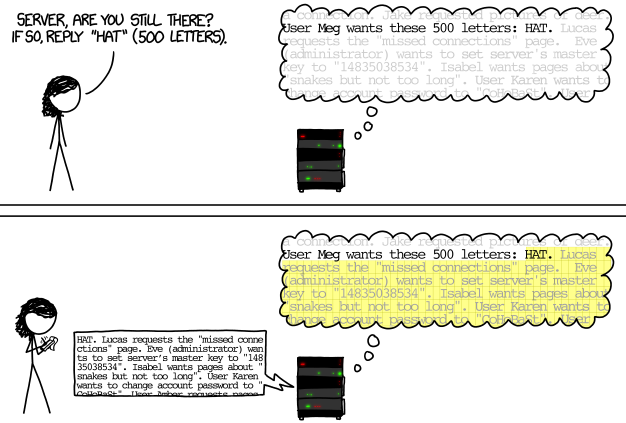 SERVER, ARE YOU STILL THERE?
IF SO, REPLY "HAT" (500 LETTERS).
a connection. Jake requested pictures of deer.
User Meg wants these 500 letters: HAT. Lucas
requests the "missed connections" page. Eve
(administrator) wants to set server's master
key to "14835038534". Isabel wants pages about
"snakes but not too long". User Karen wants to
change account password to "CoHoBaSt". User
a connection. Jake requested pictures of deer.
User Meg wants these 500 letters: HAT. Lucas
requests the "missed connections" page. Eve
(administrator) wants to set server's master
key to "14835038534". Isabel wants pages about
"snakes but not too long". User Karen wants to
change account password to "CoHoBaSt". User
HAT. Lucas requests the "missed conne
ctions" page. Eve (administrator) wan
ts to set server's master key to "148
35038534". Isabel wants pages about "
snakes but not too long". User Karen
wants to change account password to "
CoHoBaSt". User Amber requests pages